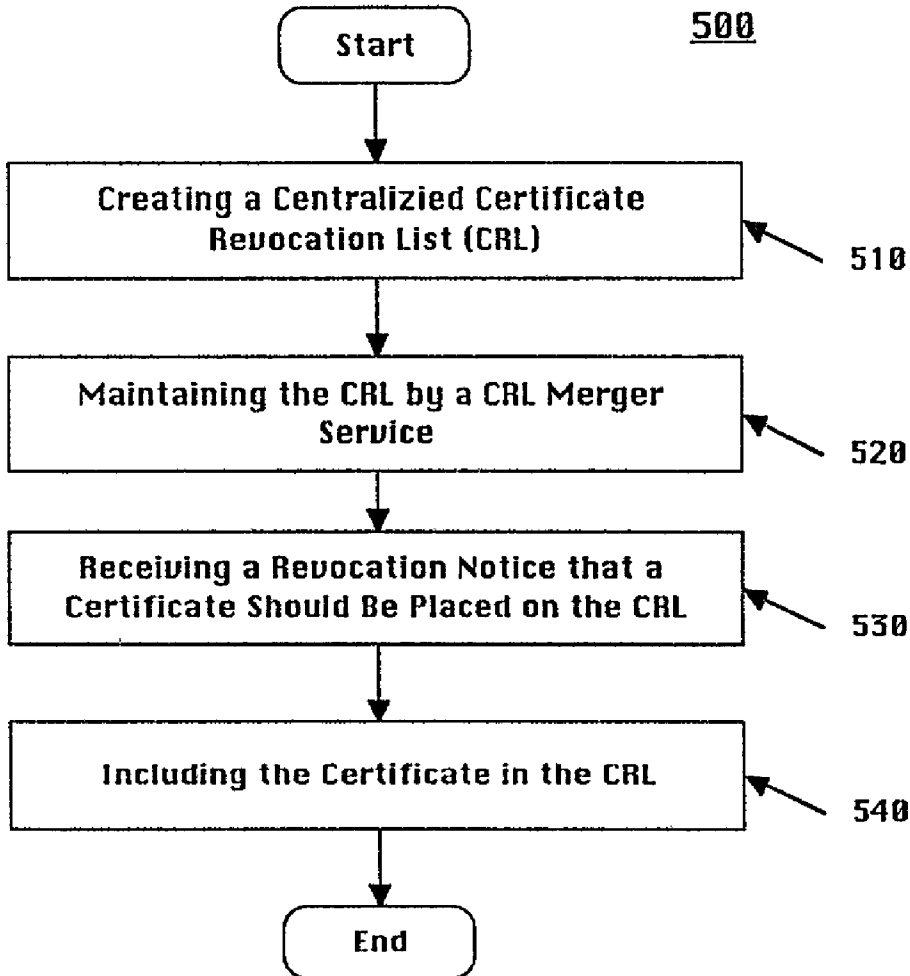 500
Start
Creating a Centralizied Certificate
Revocation List (CRL)
510
Maintaining the CRL by a CRL Merger
Service
520
Receiving a Revocation Notice that a
Certificate Should Be Placed on the CRL
530
Including the Certificate in the CRL
540
End